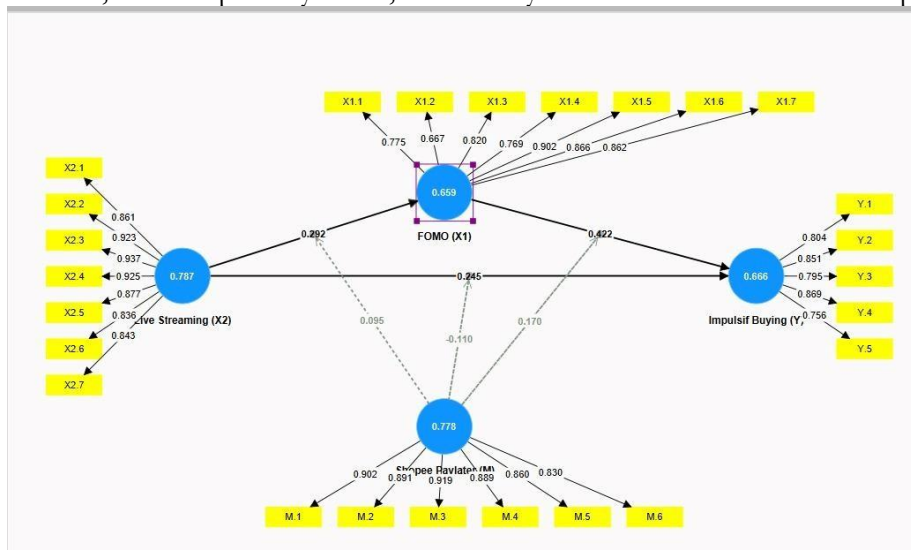 X1.1 X1.2 X1.3 X1.4 X1.5 X1.6 X1.7
0.775 0.667 0.820 0.769 0.902 0.866 0.862
X2.1
X2.2
X2.3
X2.4
X2.5
X2.6
X2.7
0.861
0.923
0.937
0.925
0.877
0.836
0.843
0.787
Live Streaming (X2)
0.659
FOMO (X1)
0.292
0.422
0.245
0.095
-0.110
0.170
0.666
Impulsif Buying (Y)
0.804
0.851
0.795
0.869
0.756
Y.1
Y.2
Y.3
Y.4
Y.5
0.778
Shopee Paylater (M)
0.902 0.891 0.919 0.889 0.860 0.830
M.1 M.2 M.3 M.4 M.5 M.6